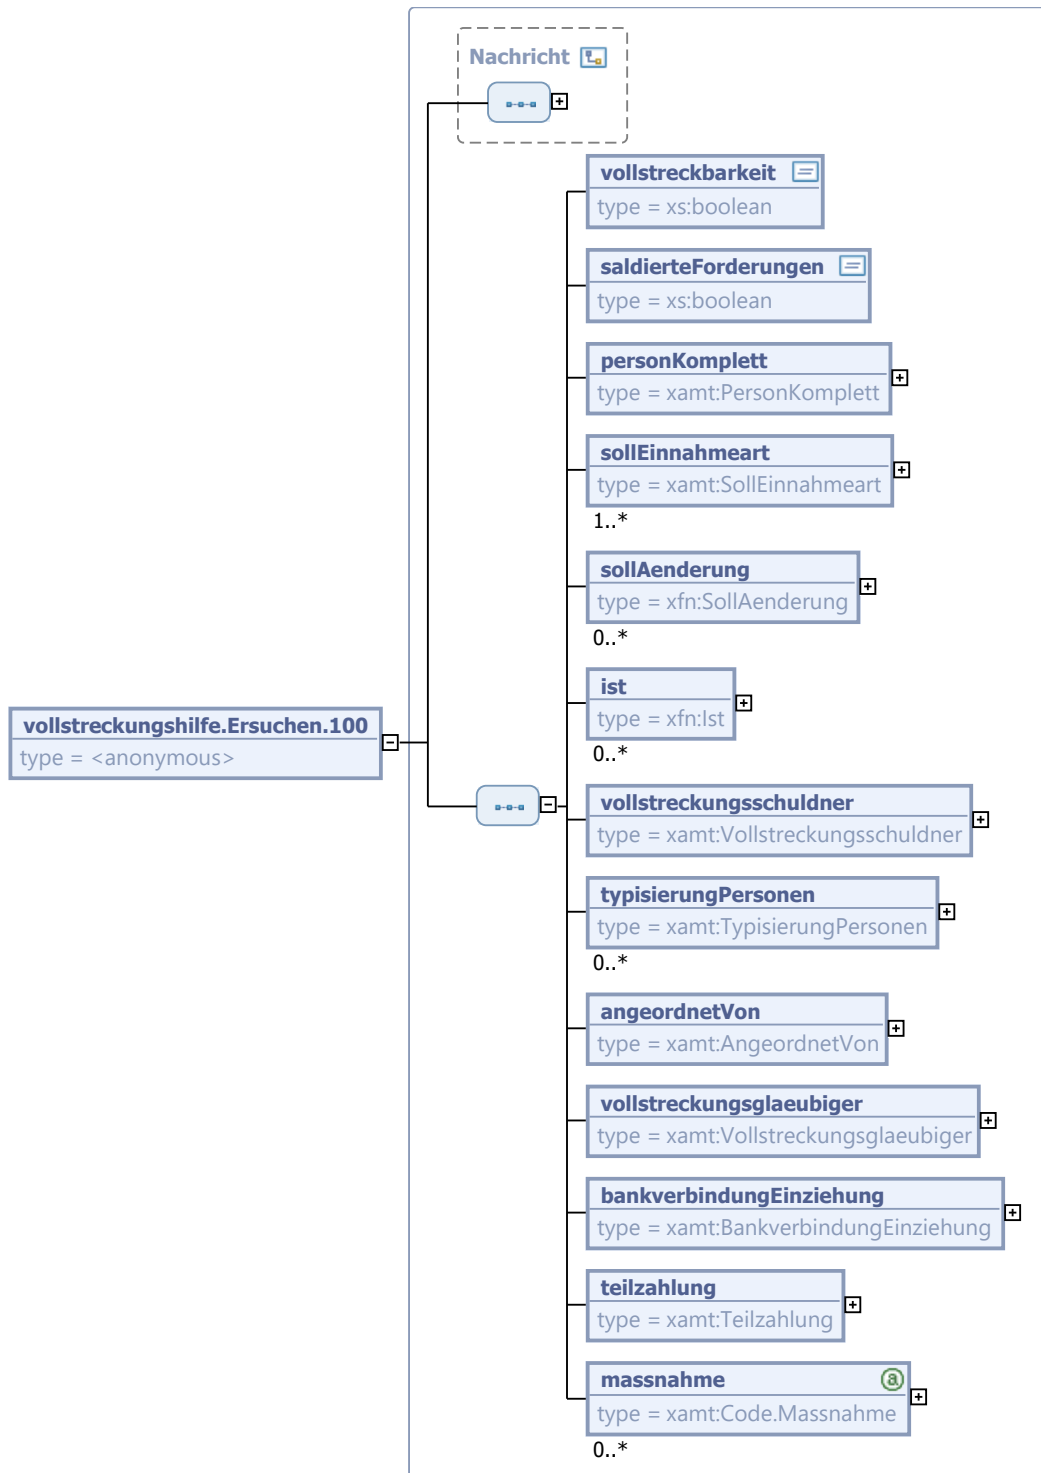 Nachricht
vollstreckbarkeit
type = xs:boolean
saldierteForderungen
type = xs:boolean
personKomplett
type = xamt:PersonKomplett
sollEinnahmeart
type = xamt:SollEinnahmeart
1..*
sollAenderung
type = xfn:SollAenderung
0..*
ist
type = xfn:Ist
0..*
vollstreckungshilfe.Ersuchen.100
type = <anonymous>
vollstreckungsschuldner
type = xamt:Vollstreckungsschuldner
typisierungPersonen
type = xamt:TypisierungPersonen
0..*
angeordnetVon
type = xamt:AngeordnetVon
vollstreckungsglaeubiger
type = xamt:Vollstreckungsglaeubiger
bankverbindungEinziehung
type = xamt:BankverbindungEinziehung
teilzahlung
type = xamt:Teilzahlung
massnahme a
type = xamt:Code.Massnahme
0..*